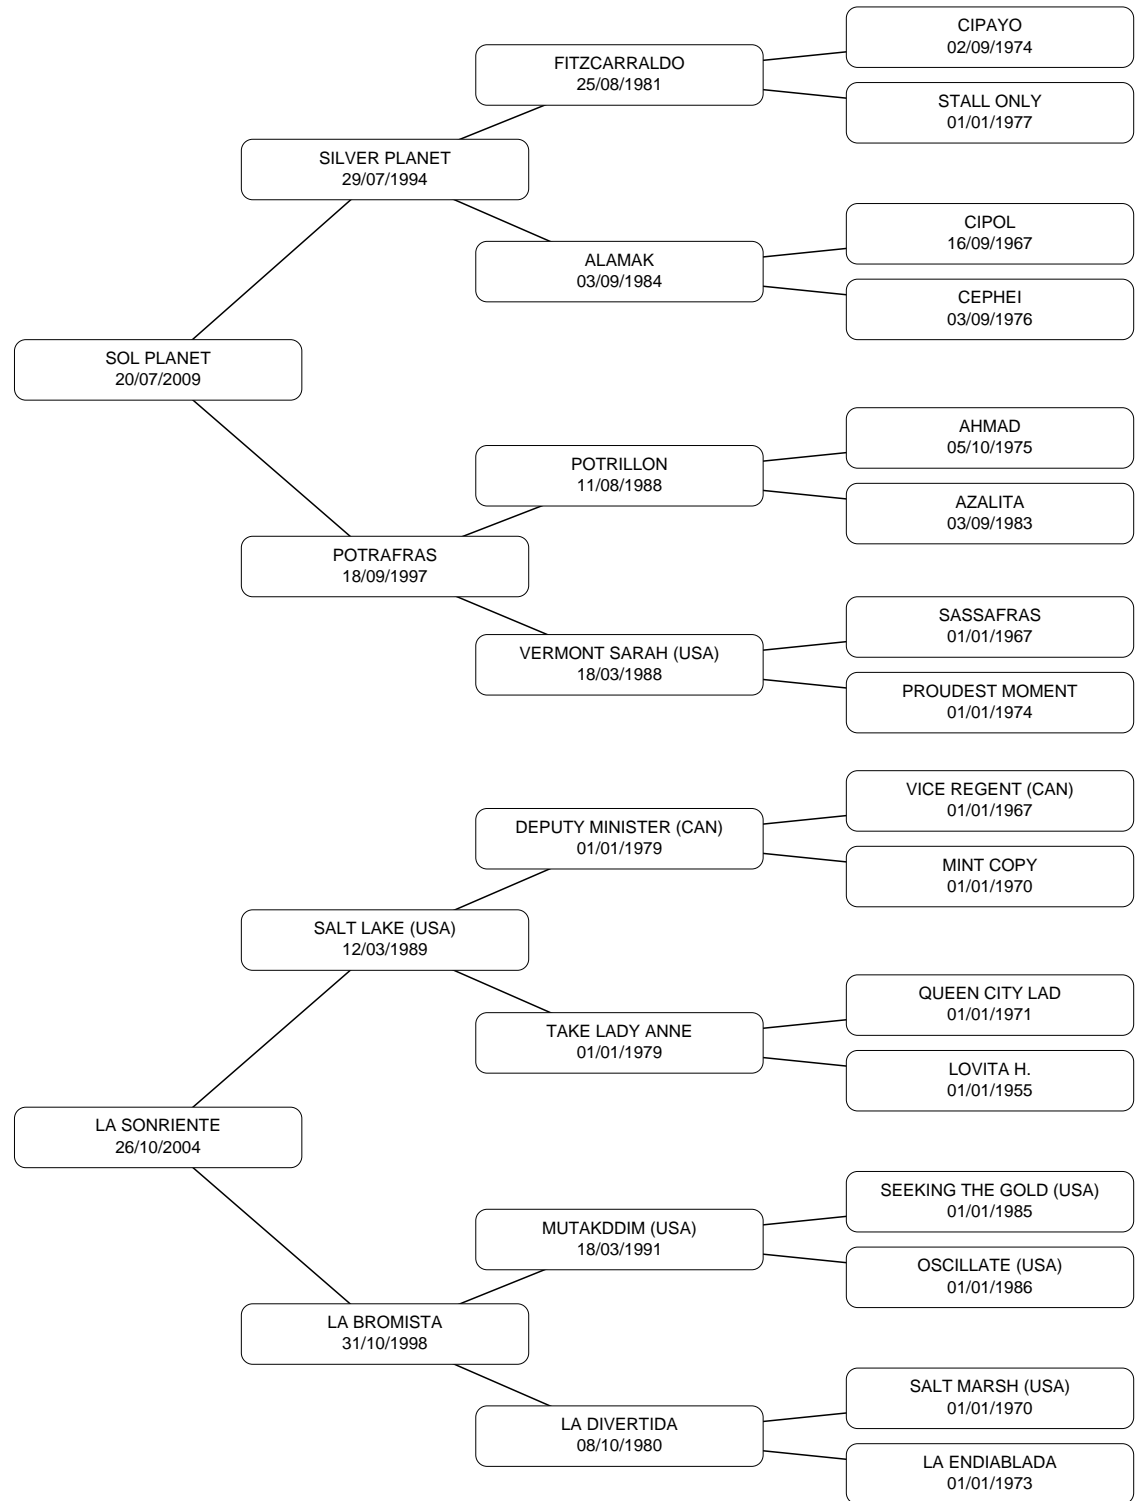 CIPAYO
02/09/1974
FITZCARRALDO
25/08/1981
STALL ONLY
01/01/1977
SILVER PLANET
29/07/1994
CIPOL
16/09/1967
ALAMAK
03/09/1984
CEPHEI
03/09/1976
SOL PLANET
20/07/2009
AHMAD
05/10/1975
POTRILLON
11/08/1988
AZALITA
03/09/1983
POTRAFRAS
18/09/1997
SASSAFRAS
01/01/1967
VERMONT SARAH (USA)
18/03/1988
PROUDEST MOMENT
01/01/1974
VICE REGENT (CAN)
01/01/1967
DEPUTY MINISTER (CAN)
01/01/1979
MINT COPY
01/01/1970
SALT LAKE (USA)
12/03/1989
QUEEN CITY LAD
01/01/1971
TAKE LADY ANNE
01/01/1979
LOVITA H.
01/01/1955
LA SONRIENTE
26/10/2004
SEEKING THE GOLD (USA)
01/01/1985
MUTAKDDIM (USA)
18/03/1991
OSCILLATE (USA)
01/01/1986
LA BROMISTA
31/10/1998
SALT MARSH (USA)
01/01/1970
LA DIVERTIDA
08/10/1980
LA ENDIABLADA
01/01/1973